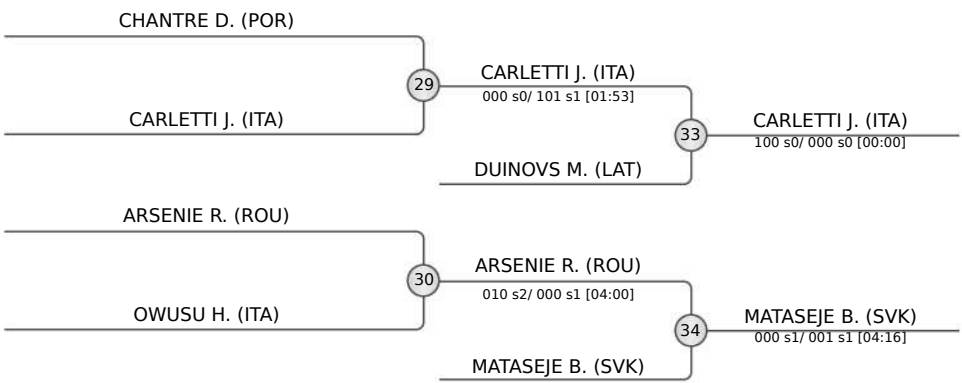 CHANTRE D. (POR)
29
CARLETTI J. (ITA)
000 s0/ 101 s1 [01:53]
CARLETTI J. (ITA)
33
CARLETTI J. (ITA)
100 s0/ 000 s0 [00:00]
DUINOVS M. (LAT)
ARSENIE R. (ROU)
30
ARSENIE R. (ROU)
010 s2/ 000 s1 [04:00]
OWUSU H. (ITA)
34
MATASEJE B. (SVK)
000 s1/ 001 s1 [04:16]
MATASEJE B. (SVK)